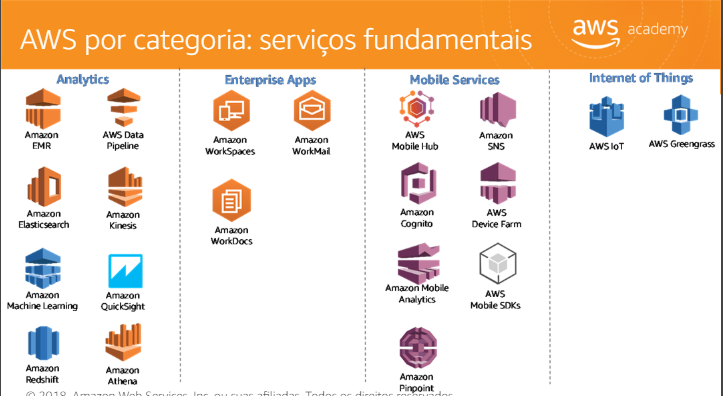 AWS por categoria: serviços fundamentais
aws academy
Analytics
Amazon
EMR
AWS Data
Pipeline
Amazon
Elasticsearch
Amazon
Kinesis
Amazon
Machine Learning
Amazon
QuickSight
Amazon
Redshift
Amazon
Athena
Enterprise Apps
Amazon
WorkSpaces
Amazon
WorkMail
Amazon
WorkDocs
Mobile Services
AWS
Mobile Hub
Amazon
SNS
Amazon
Cognito
AWS
Device Farm
Amazon Mobile
Analytics
AWS
Mobile SDKs
Amazon
Pinpoint
Internet of Things
AWS IoT
AWS Greengrass
© 2018, Amazon Web Services, Inc. ou suas afiliadas. Todos os direitos reservados.